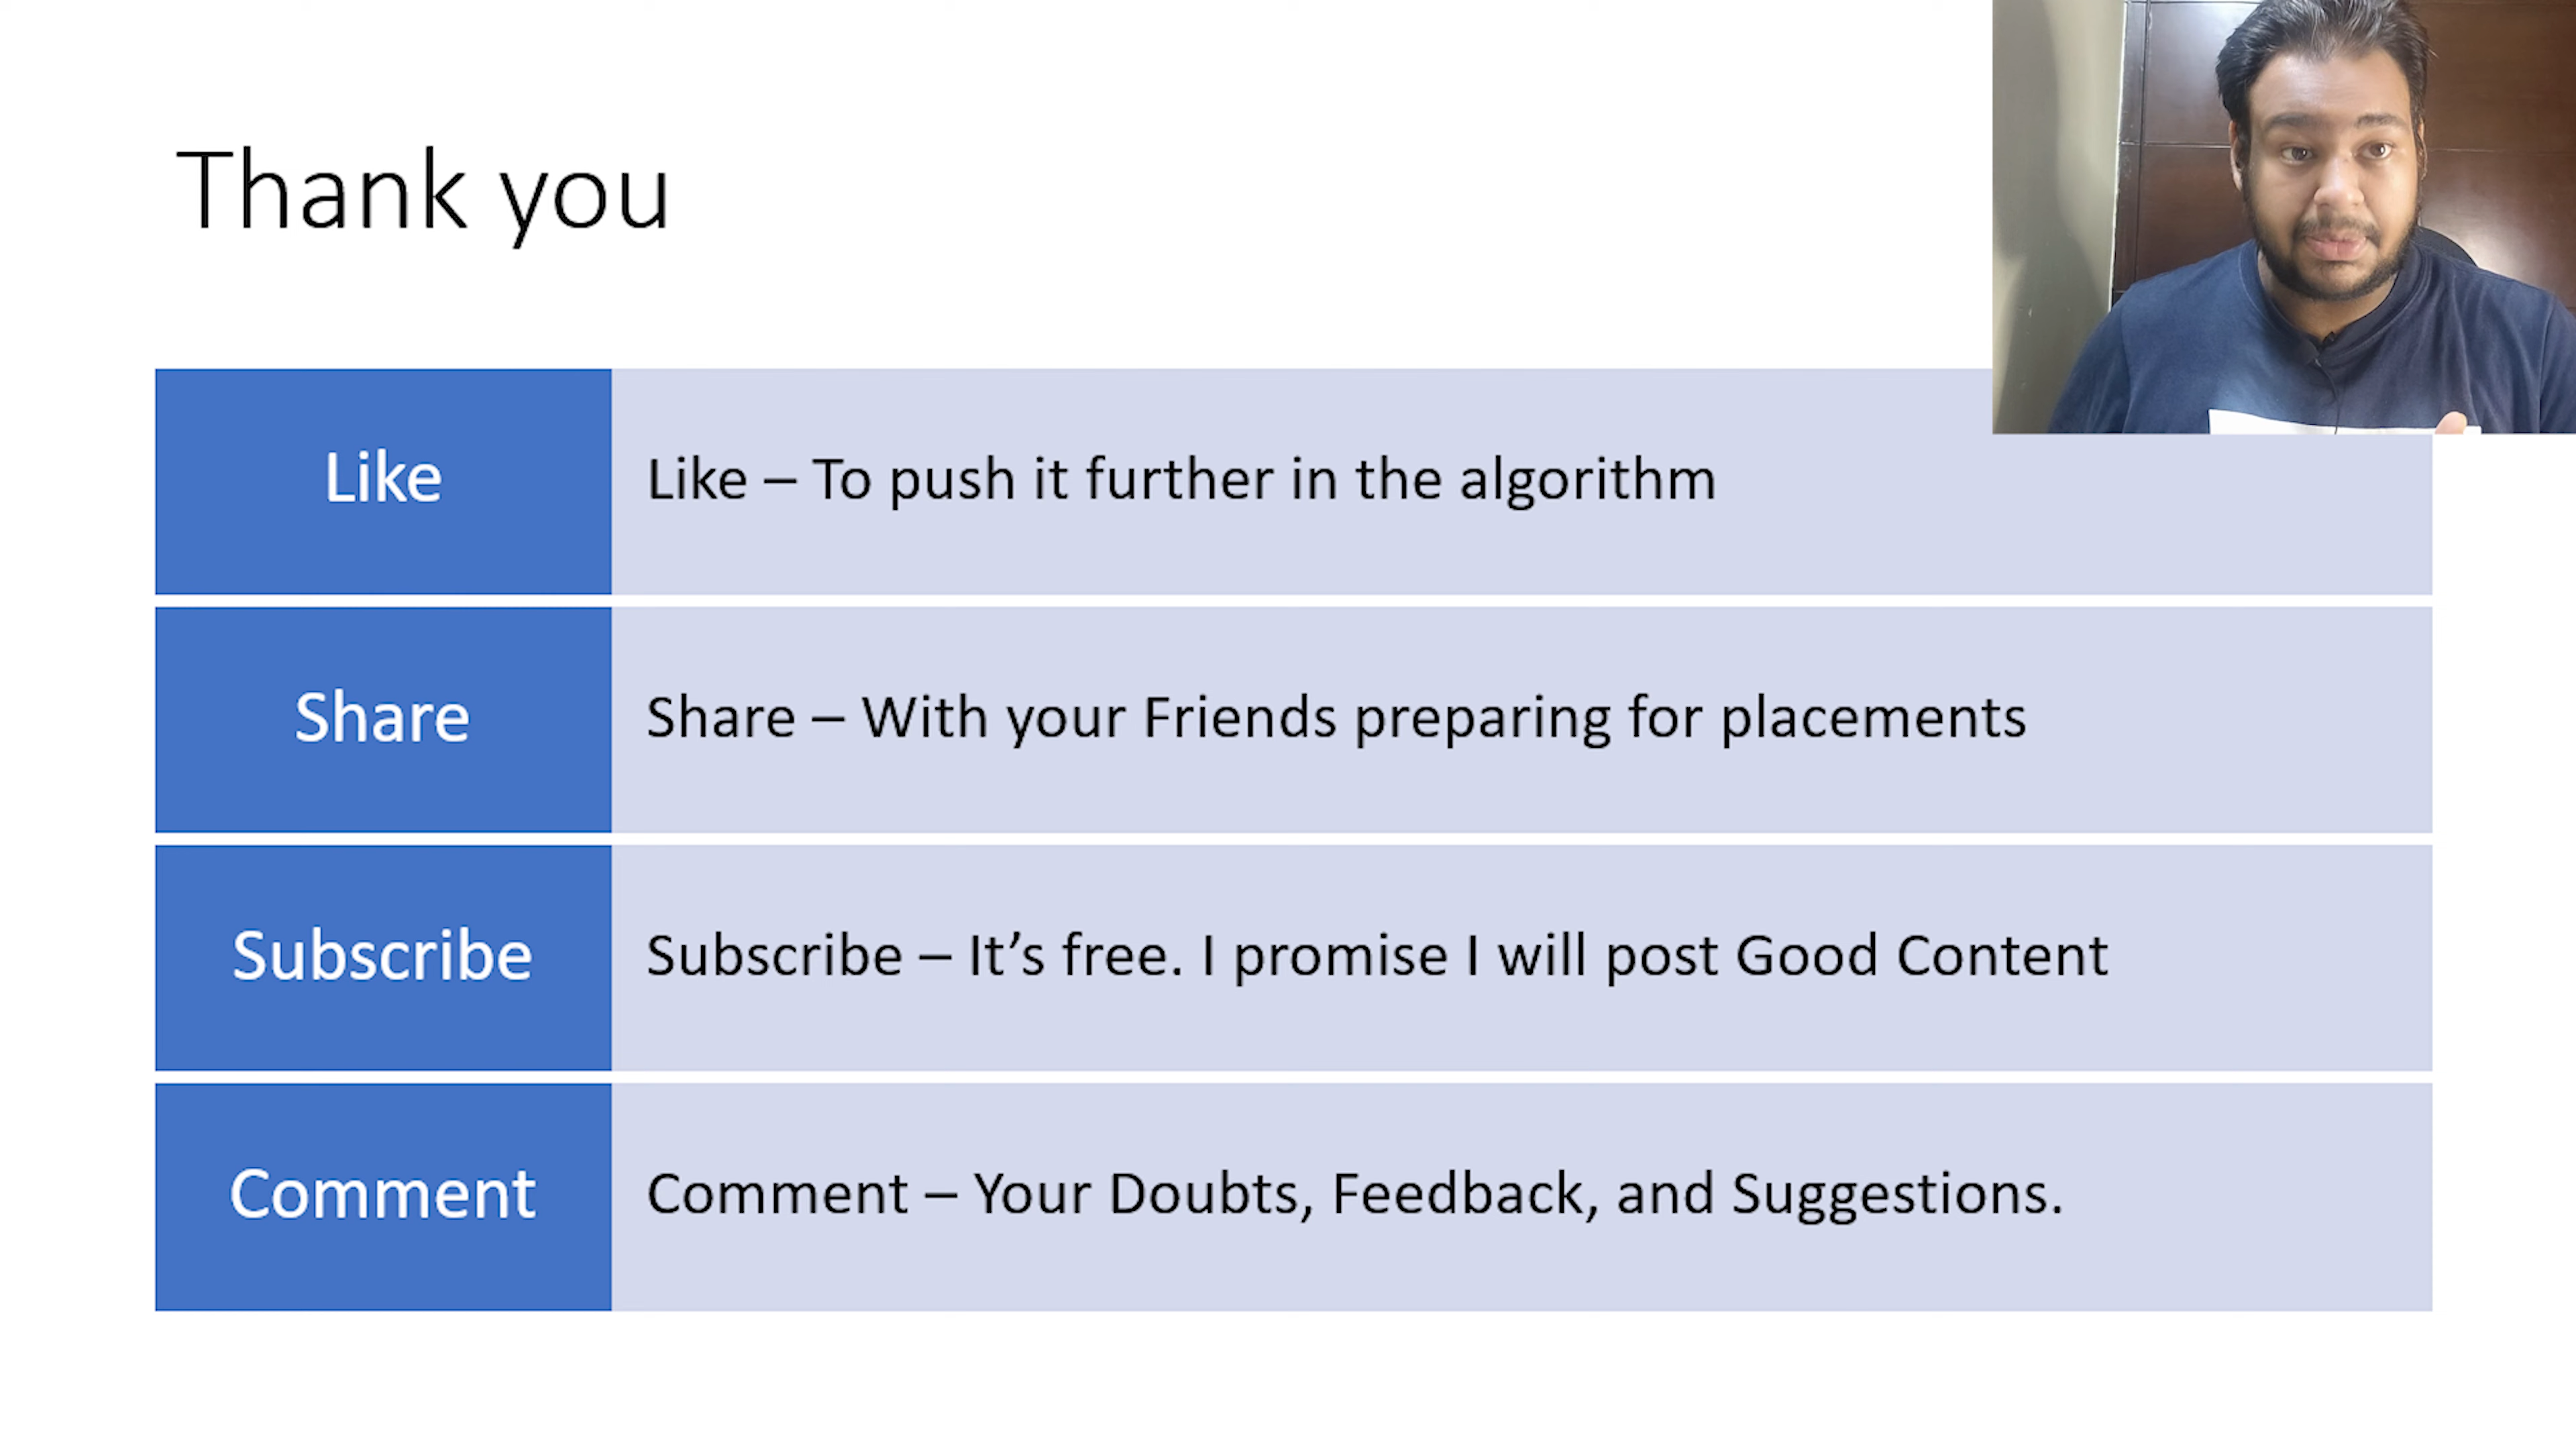 Thank you
Like
Like – To push it further in the algorithm
Share
Share – With your Friends preparing for placements
Subscribe
Subscribe – It’s free. I promise I will post Good Content
Comment
Comment – Your Doubts, Feedback, and Suggestions.